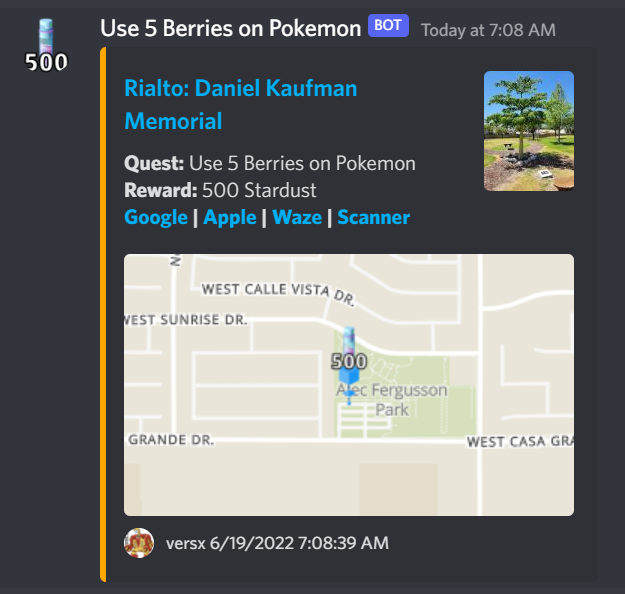 Use 5 Berries on Pokemon BOT Today at 7:08 AM
500
Rialto: Daniel Kaufman
Memorial
Quest: Use 5 Berries on Pokemon
Reward: 500 Stardust
Google | Apple | Waze | Scanner
WEST CALLE VISTA DR.
WEST SUNRISE DR.
500
Alec Fergusson
Park
GRANDE DR.
WEST CASA GRA
versx 6/19/2022 7:08:39 AM